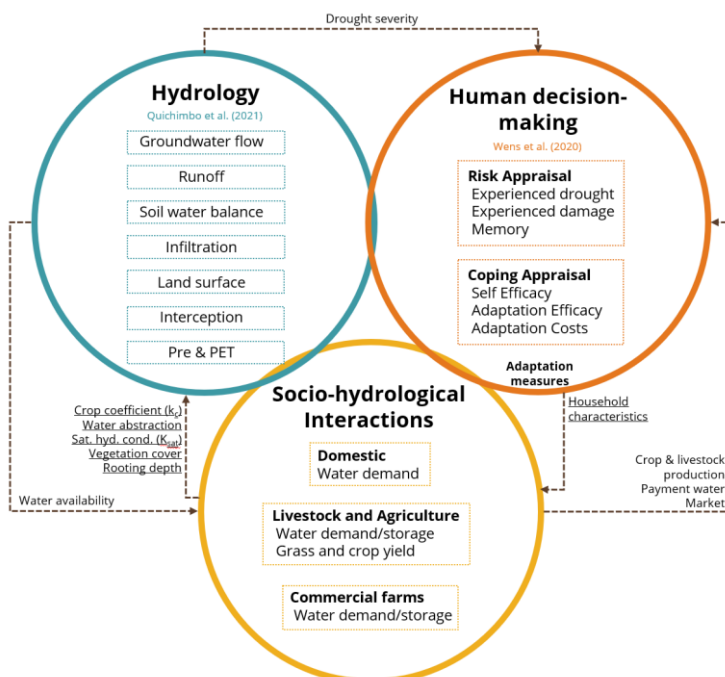 Drought severity
Hydrology
Quichimbo et al. (2021)
Groundwater flow
Runoff
Soil water balance
Infiltration
Land surface
Interception
Pre & PET
Human decision-
making
Wens et al. (2020)
Risk Appraisal
Experienced drought
Experienced damage
Memory
Coping Appraisal
Self Efficacy
Adaptation Efficacy
Adaptation Costs
Adaptation
measures
Household
characteristics
Crop coefficient (kc)
Water abstraction
Sat. hyd. cond. (Ksat)
Vegetation cover
Rooting depth
Water availability
Socio-hydrological
Interactions
Domestic
Water demand
Livestock and Agriculture
Water demand/storage
Grass and crop yield
Commercial farms
Water demand/storage
Crop & livestock
production
Payment water
Market